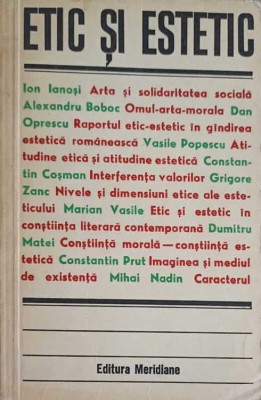 ETIC ȘI ESTETIC
Ion Ianoși Arta și solidaritatea socială
Alexandru Boboc Omul-arta-morala Dan
Oprescu Raportul etic-estetic în gîndirea
estetică românească Vasile Popescu Ati-
tudine etică și atitudine estetică Constan-
tin Coșman Interferența valorilor Grigore
Zanc Nivele și dimensiuni etice ale este-
ticului Marian Vasile Etic și estetic în
conștiința literară contemporană Dumitru
Matei Conștiință morală — conștiință es-
tetică Constantin Prut Imaginea și mediul
de existență Mihai Nadin Caracterul
Editura Meridiane